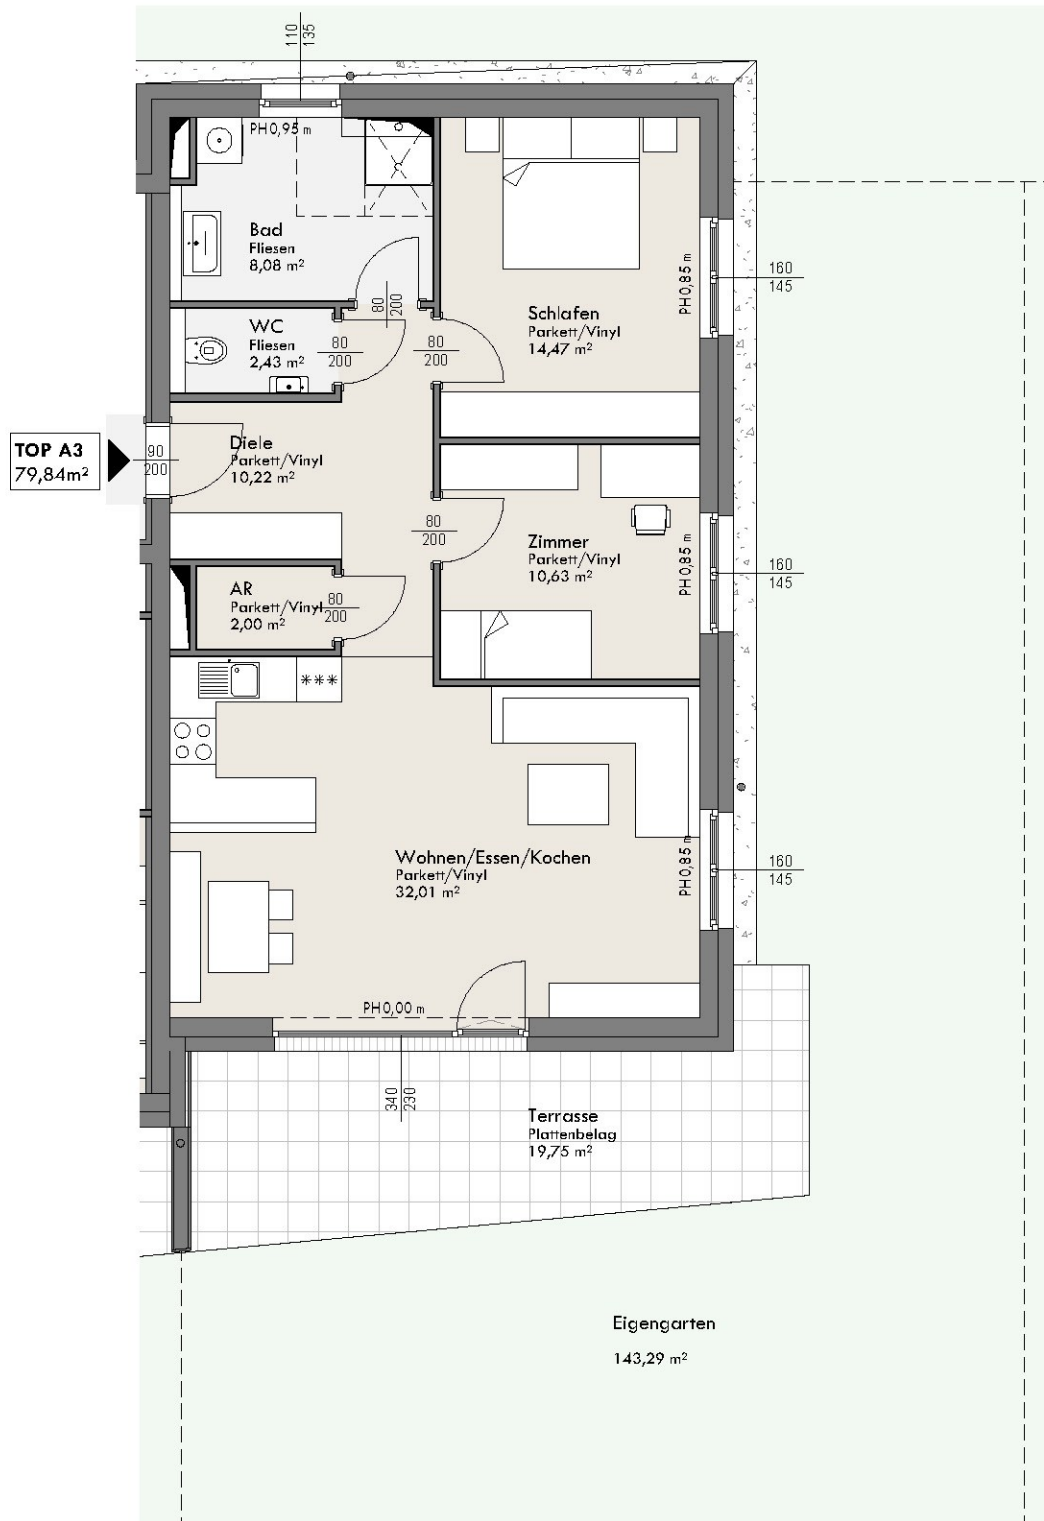 110
135
PH0,95 m
Bad
Fliesen
8,08 m²
80
200
PH0,85 m
160
145
Schlafen
Parkett/Vinyl
14,47 m²
WC
Fliesen
2,43 m²
80
200
80
200
TOP A3
79,84m²
90
200
Diele
Parkett/Vinyl
10,22 m²
80
200
Zimmer
Parkett/Vinyl
10,63 m²
PH0,85 m
160
145
AR
Parkett/Vinyl
2,00 m²
80
200
***
Wohnen/Essen/Kochen
Parkett/Vinyl
32,01 m²
PH0,85 m
160
145
PH0,00 m
340
230
Terrasse
Plattenbelag
19,75 m²
Eigengarten
143,29 m²